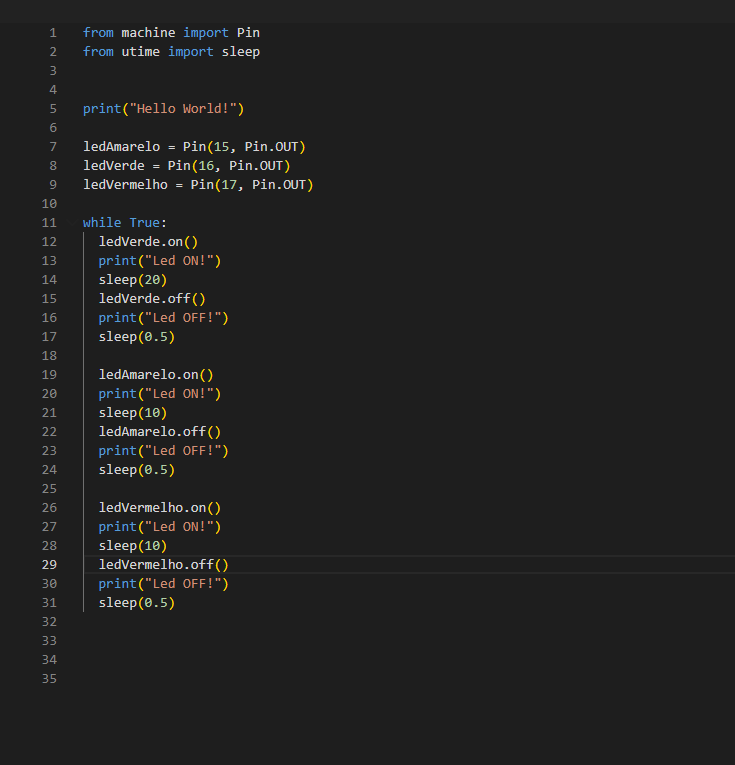 1 from machine import Pin
2 from utime import sleep
3
4
5 print("Hello World!")
6
7 ledAmarelo = Pin(15, Pin.OUT)
8 ledVerde = Pin(16, Pin.OUT)
9 ledVermelho = Pin(17, Pin.OUT)
10
11 while True:
12   ledVerde.on()
13   print("Led ON!")
14   sleep(20)
15   ledVerde.off()
16   print("Led OFF!")
17   sleep(0.5)
18
19   ledAmarelo.on()
20   print("Led ON!")
21   sleep(10)
22   ledAmarelo.off()
23   print("Led OFF!")
24   sleep(0.5)
25
26   ledVermelho.on()
27   print("Led ON!")
28   sleep(10)
29   ledVermelho.off()
30   print("Led OFF!")
31   sleep(0.5)
32
33
34
35